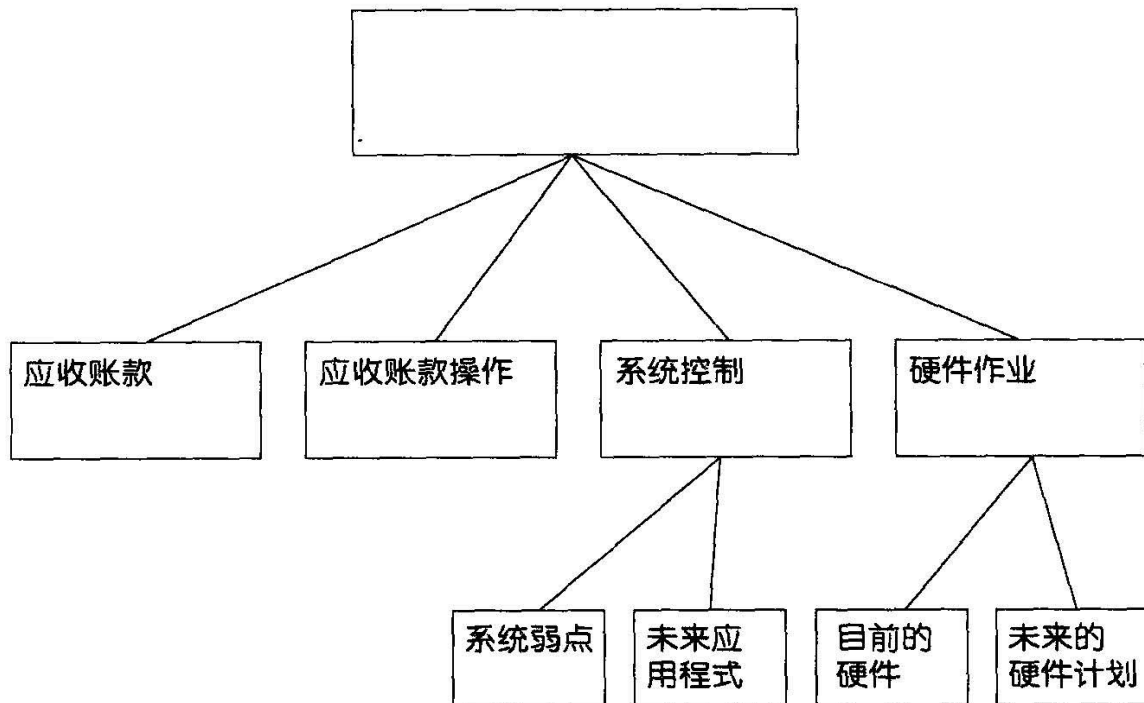 应收账款
应收账款操作
系统控制
硬件作业
系统弱点
未来应
用程式
目前的
硬件
未来的
硬件计划